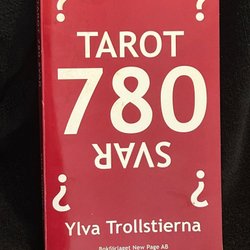 ? ?
TAROT
780
SVAR
? ?
Ylva Trollstierna
Bokförlaget New Page AB